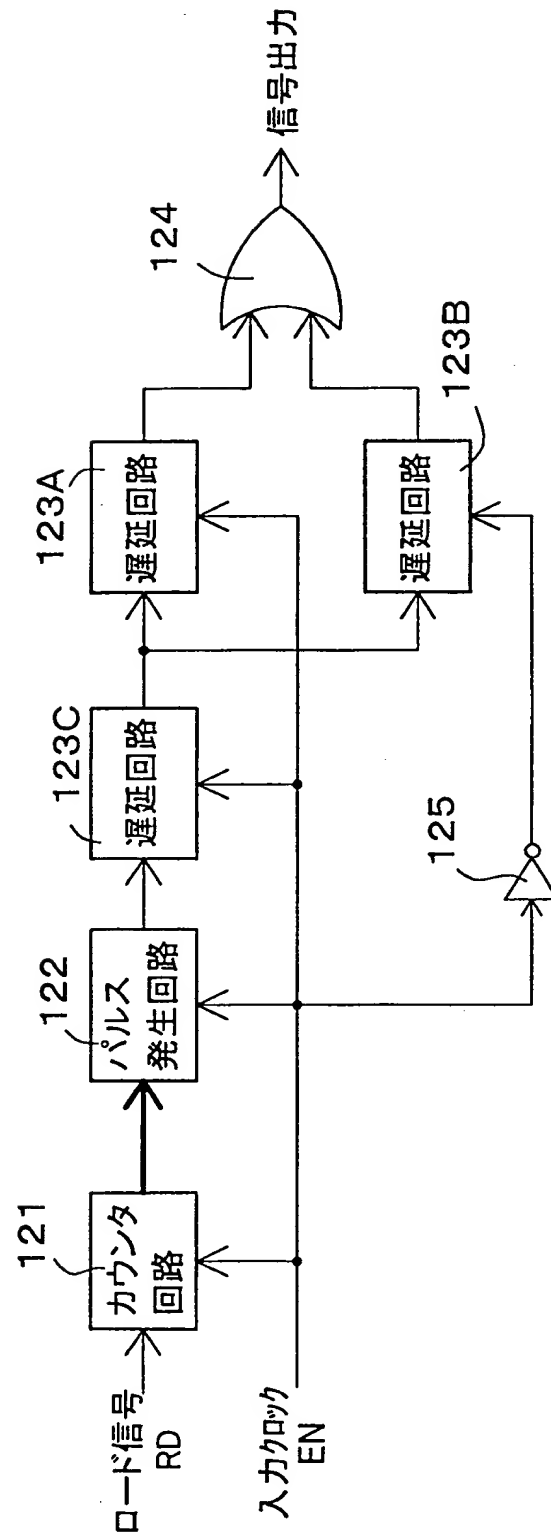 ロード信号
RD
121
カウンタ
回路
122
パルス
発生回路
123C
遅延回路
123A
遅延回路
124
信号出力
入力クロック
EN
125
123B
遅延回路